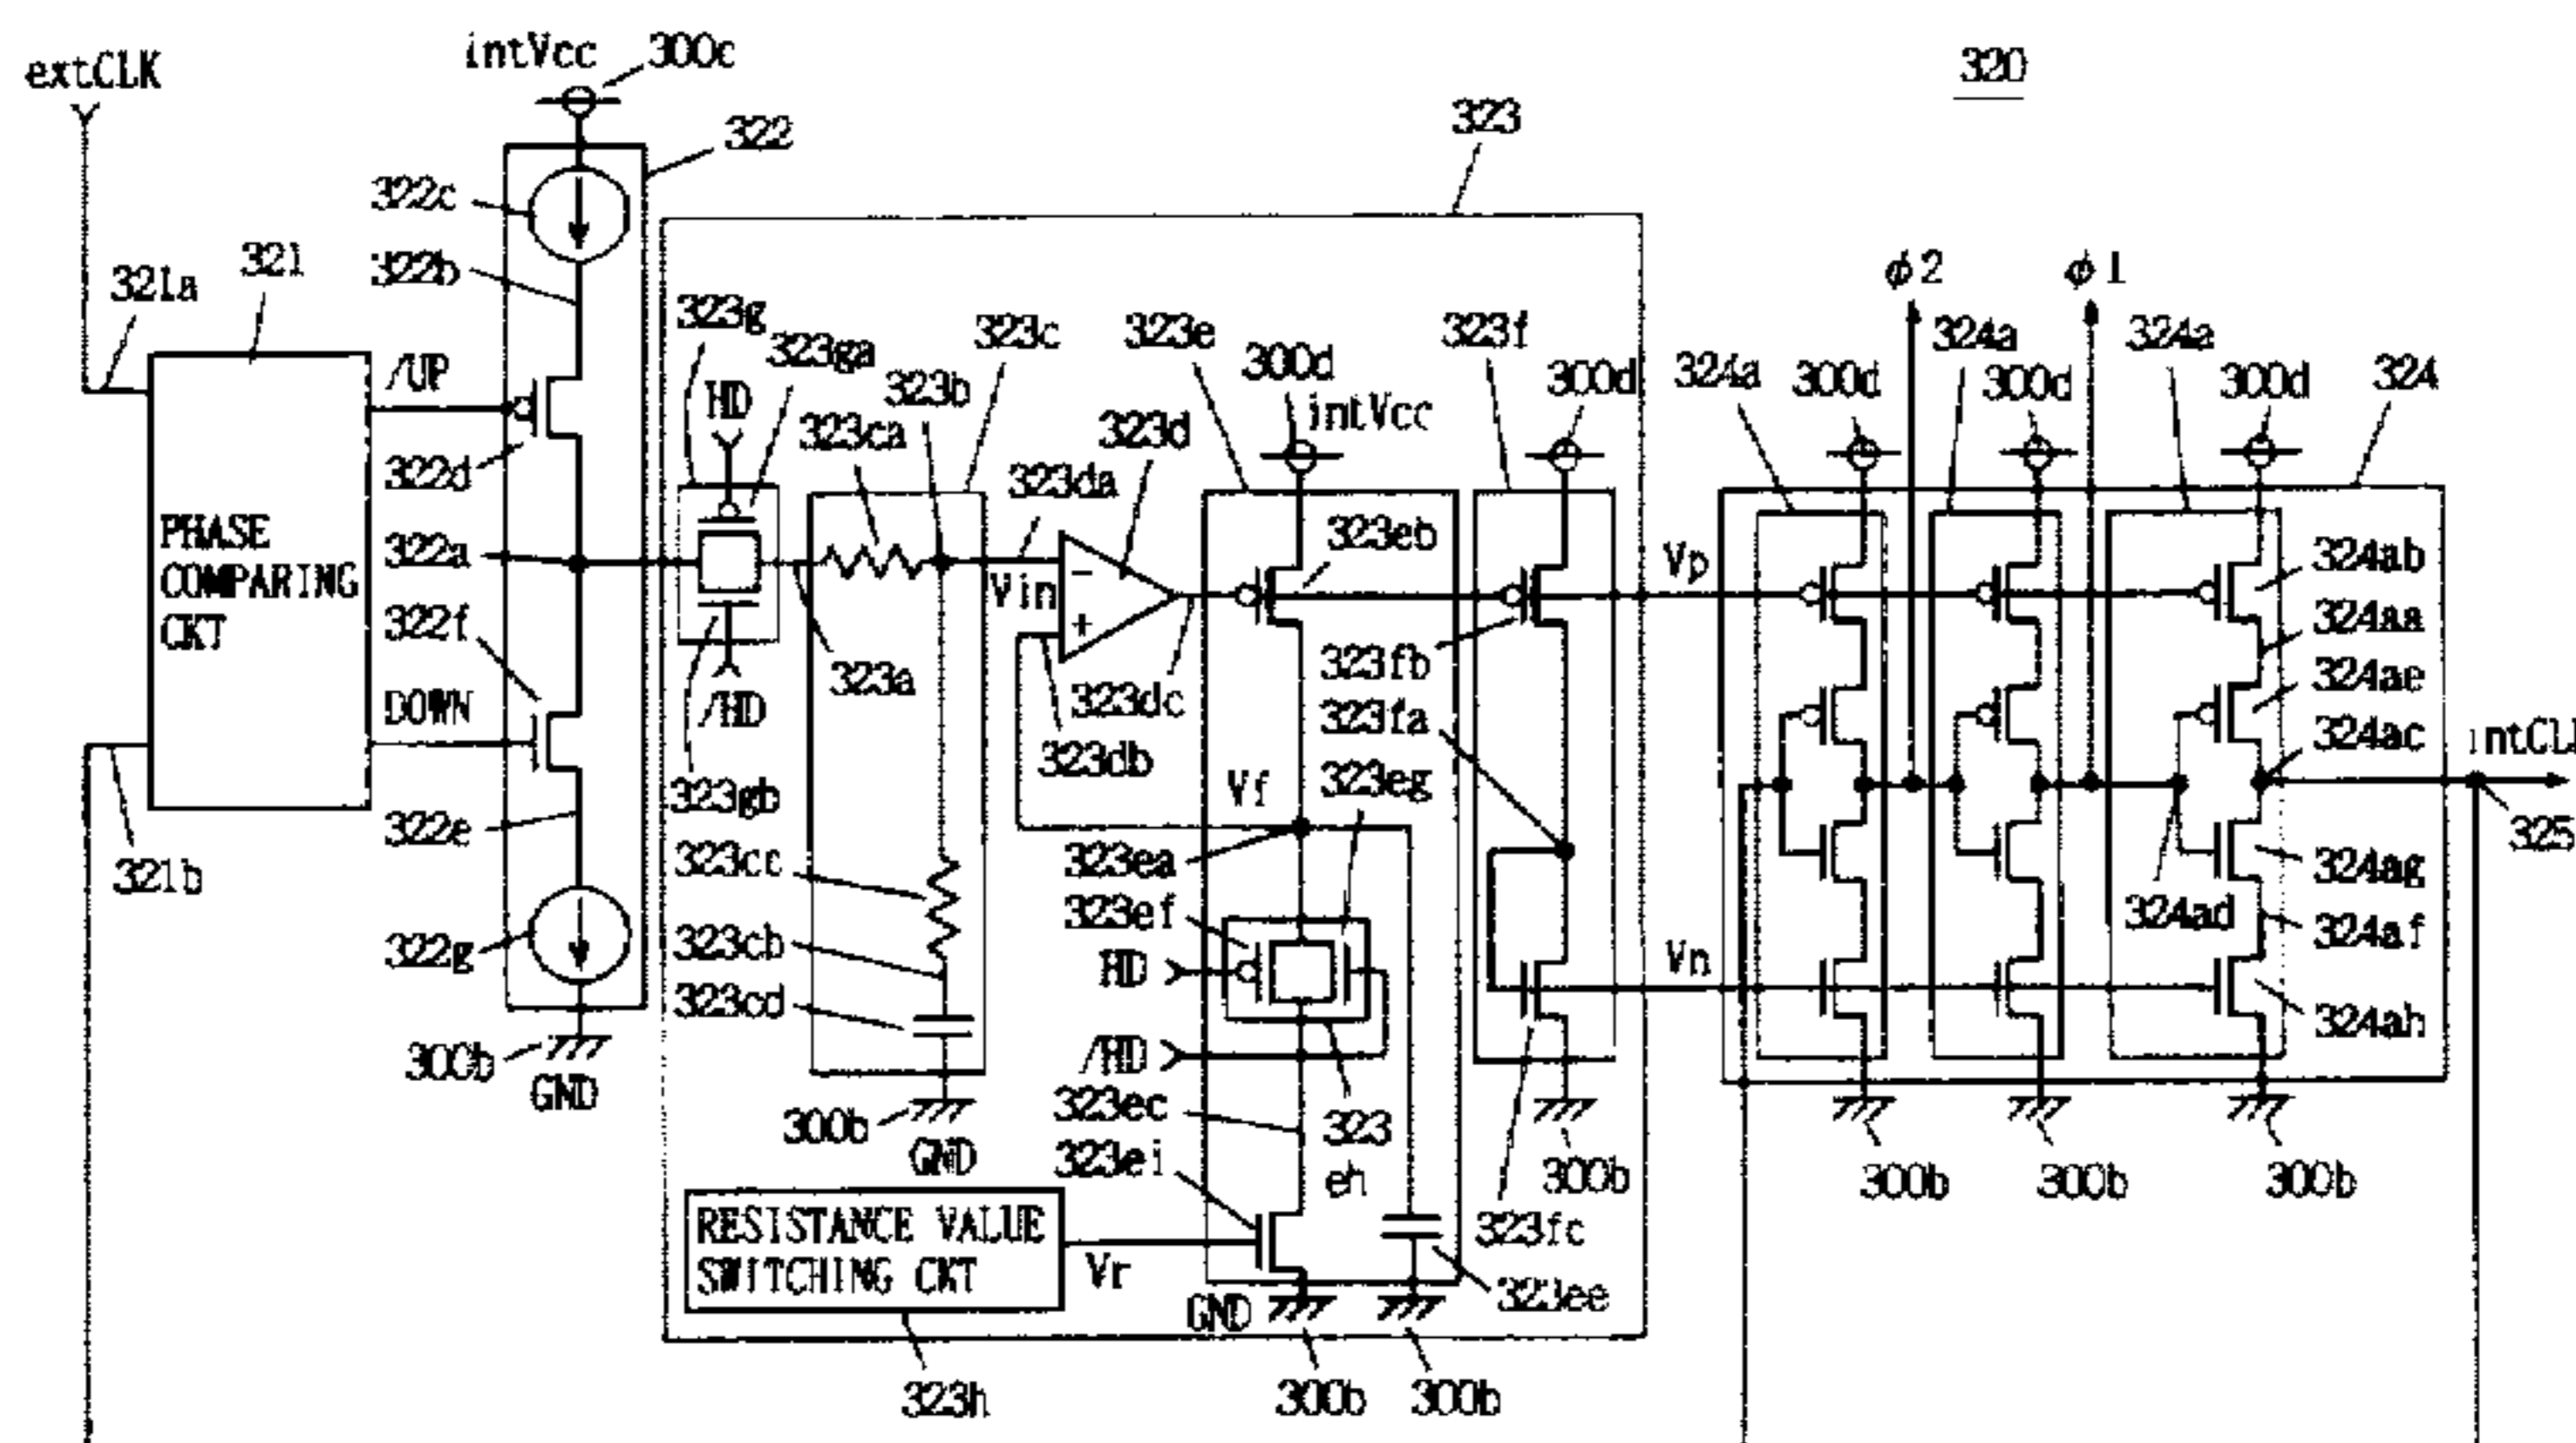 320
extCLK
intVcc
300c
322
323
322c
322b
321a
321
φ2
φ1
323g
323ga
323c
323e
323f
300d
324a
324a
/UP
HD
323b
300d
324a
300d
300d
300d
324
intVcc
323ca
323d
322d
323da
PHASE
COMPARING
CKT
322a
Vin
-
+
323eb
Vp
324ab
324aa
322f
323a
323dc
323fb
324ae
DOWN
/HD
323db
323fa
324ac
323gb
Vf
323eg
322e
325
321b
323cc
323ea
324ag
323ef
324ad
324af
322g
323cb
HD
Vn
323cd
324ah
300b
GND
/HD
323ec
323
eh
300b
GND
323ei
300b
300b
300b
300b
RESISTANCE VALUE
SWITCHING CKT
Vr
323fc
GND
323ee
323h
300b
300b